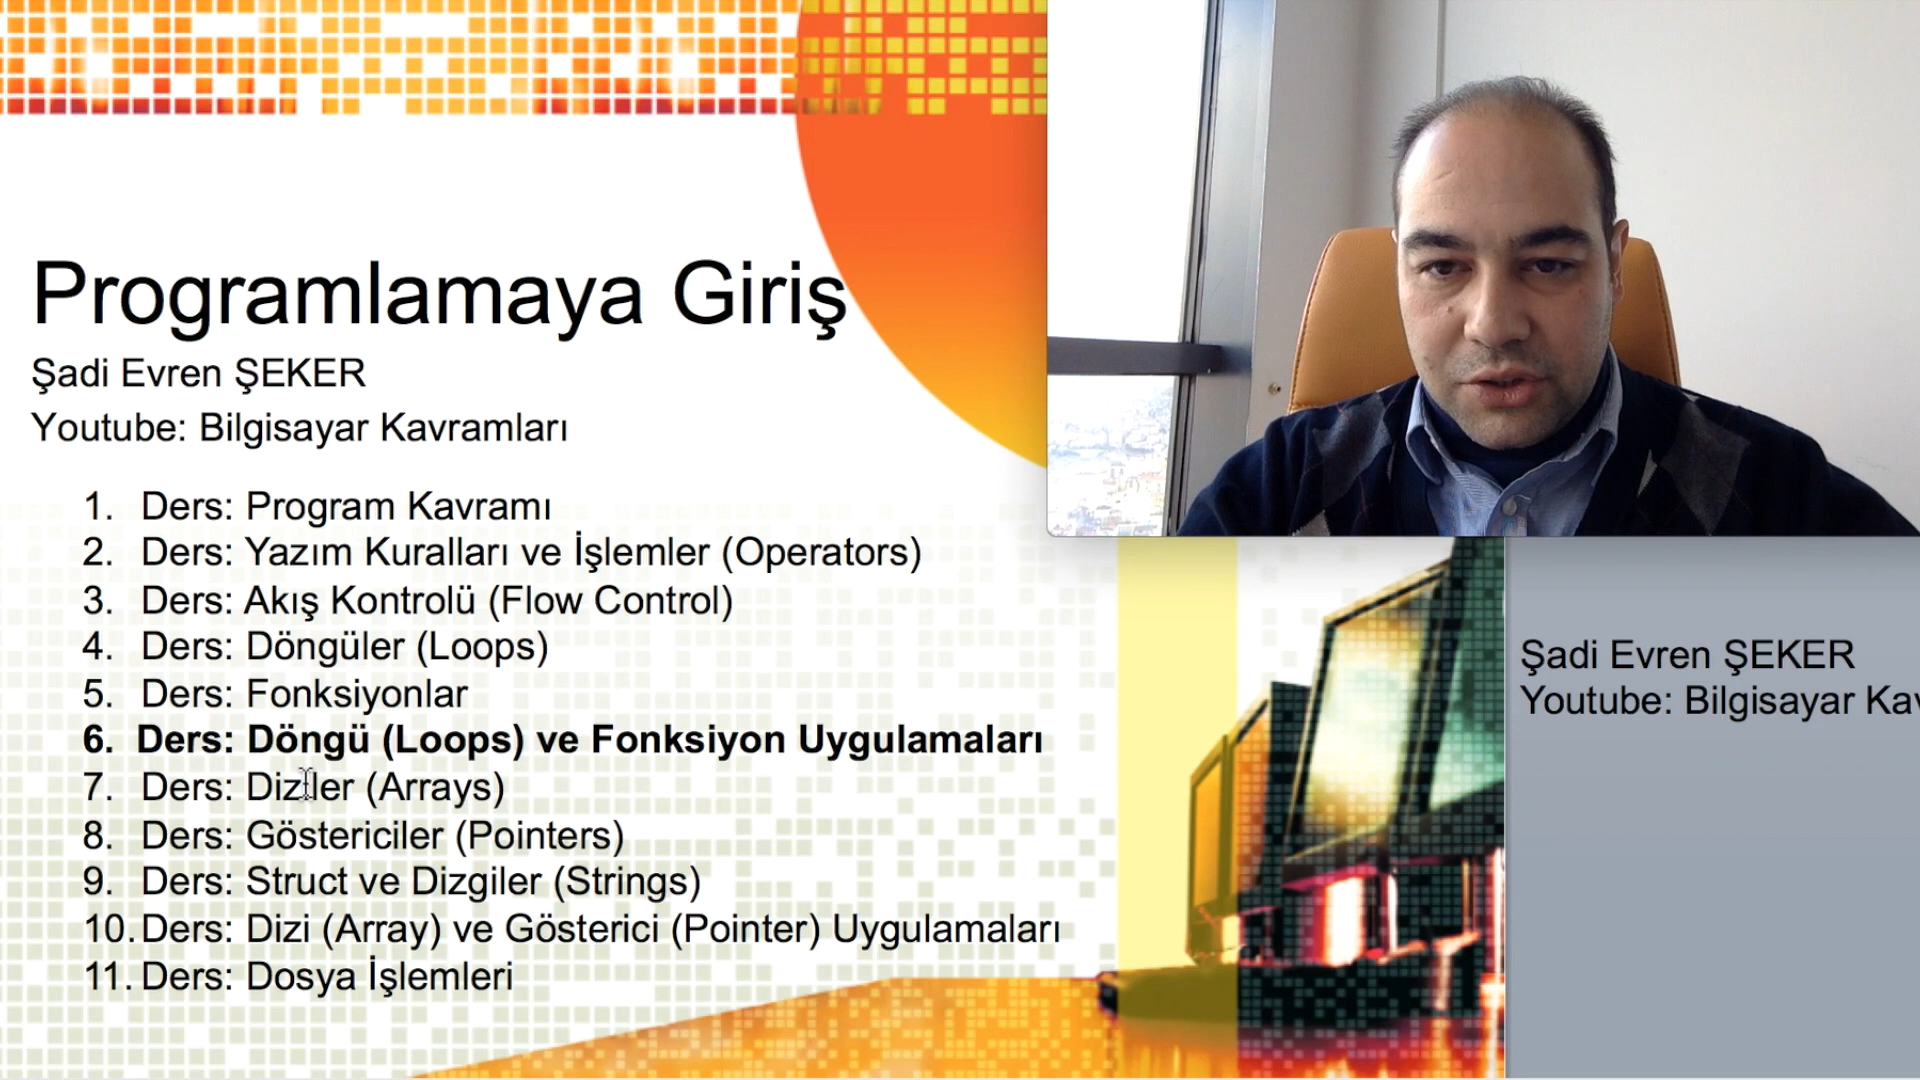 Programlamaya Giriş
Şadi Evren ŞEKER
Youtube: Bilgisayar Kavramları
1. Ders: Program Kavramı
2. Ders: Yazım Kuralları ve İşlemler (Operators)
3. Ders: Akış Kontrolü (Flow Control)
4. Ders: Döngüler (Loops)
5. Ders: Fonksiyonlar
6. Ders: Döngü (Loops) ve Fonksiyon Uygulamaları
7. Ders: Diziler (Arrays)
8. Ders: Göstericiler (Pointers)
9. Ders: Struct ve Dizgiler (Strings)
10. Ders: Dizi (Array) ve Gösterici (Pointer) Uygulamaları
11. Ders: Dosya İşlemleri
Şadi Evren ŞEKER
Youtube: Bilgisayar Kav